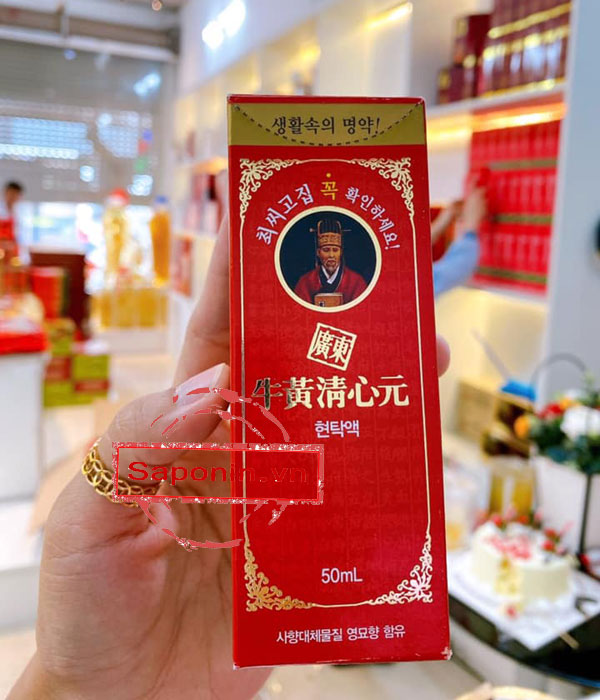 생활속의 명약!
최씨고집 꼭 확인하세요!
廣東
牛黃淸心元
현탁액
Saponin.vn
50mL
사향대체물질 영묘향 함유